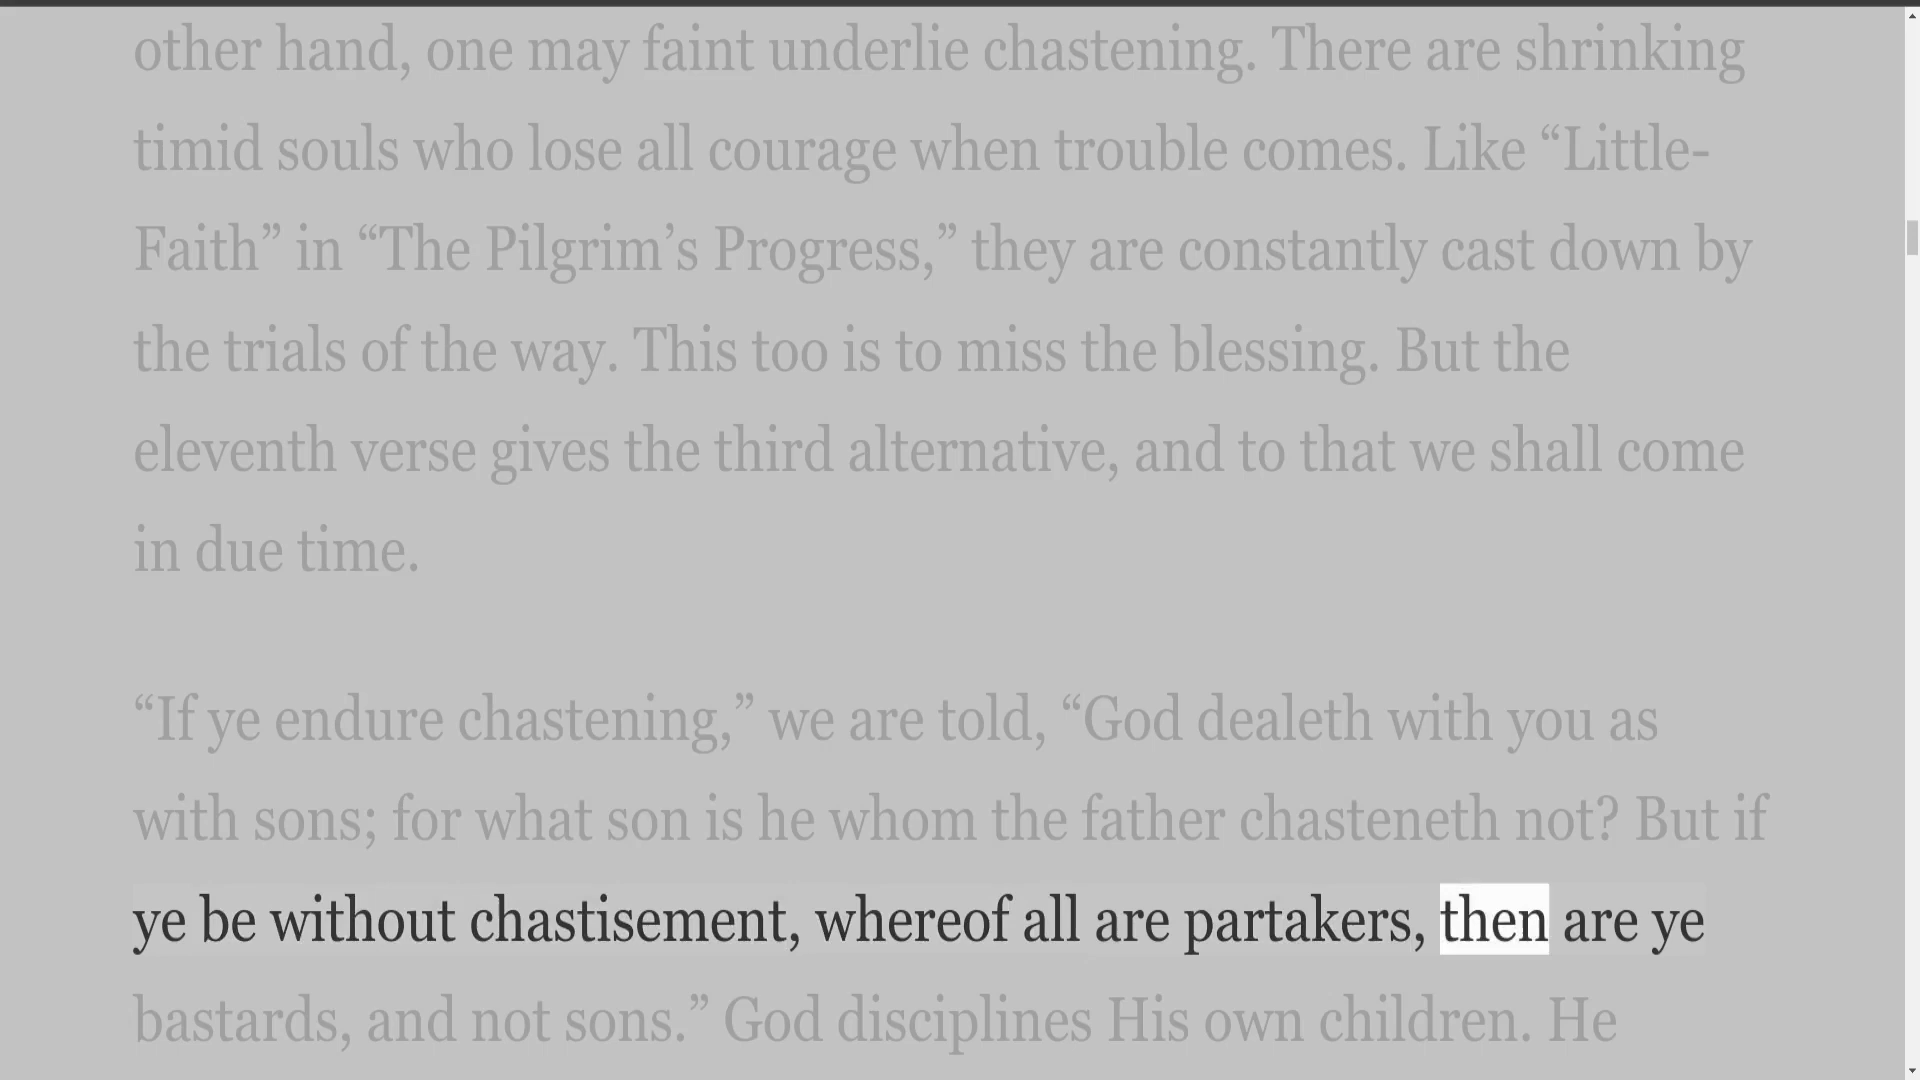 other hand, one may faint underlie chastening. There are shrinking
timid souls who lose all courage when trouble comes. Like “Little-
Faith” in “The Pilgrim’s Progress,” they are constantly cast down by
the trials of the way. This too is to miss the blessing. But the
eleventh verse gives the third alternative, and to that we shall come
in due time.
“If ye endure chastening,” we are told, “God dealeth with you as
with sons; for what son is he whom the father chasteneth not? But if
ye be without chastisement, whereof all are partakers, then are ye
bastards, and not sons.” God disciplines His own children. He